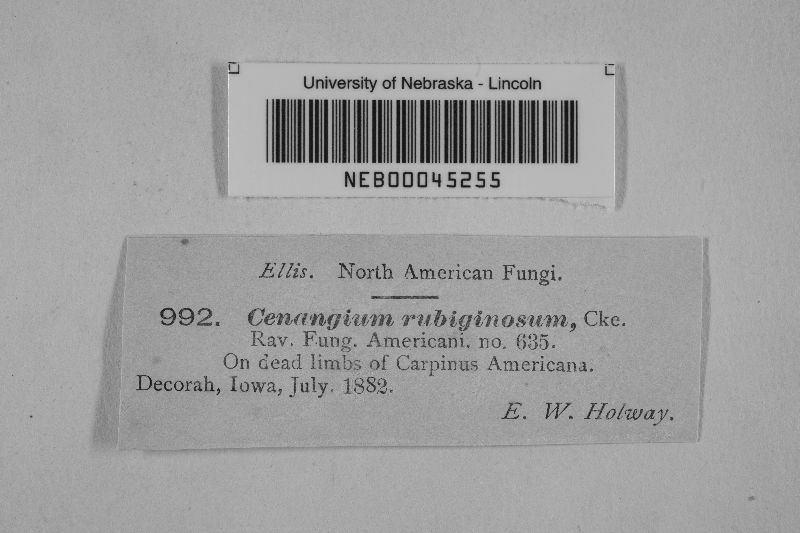 University of Nebraska - Lincoln
NEB00045255
Ellis. North American Fungi.
992. Cenangium rubiginosum, Cke.
Rav. Fung. Americani. no. 635.
On dead limbs of Carpinus Americana.
Decorah, Iowa, July. 1882.
E. W. Holway.